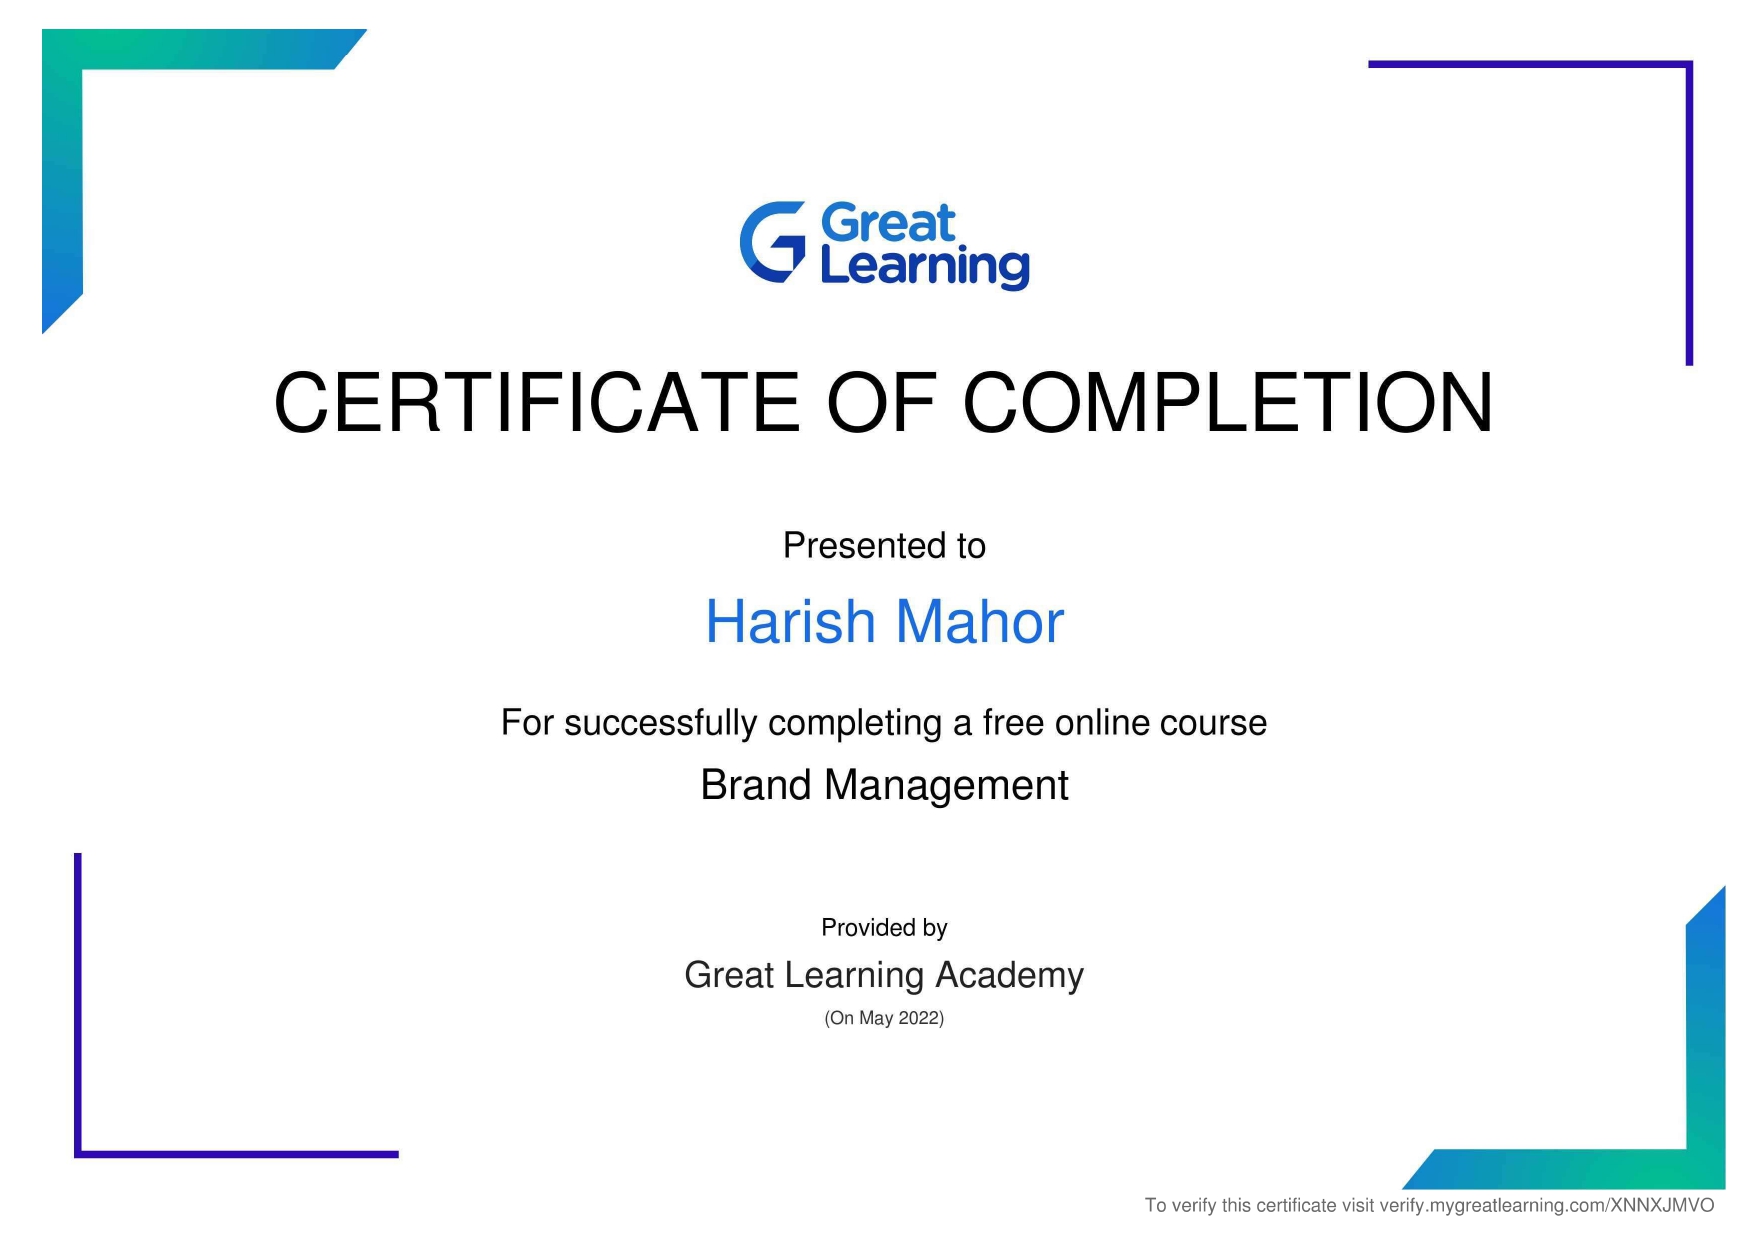 Great
Learning
CERTIFICATE OF COMPLETION
Presented to
Harish Mahor
For successfully completing a free online course
Brand Management
Provided by
Great Learning Academy
(On May 2022)
To verify this certificate visit verify.mygreatlearning.com/XNNXJMVO